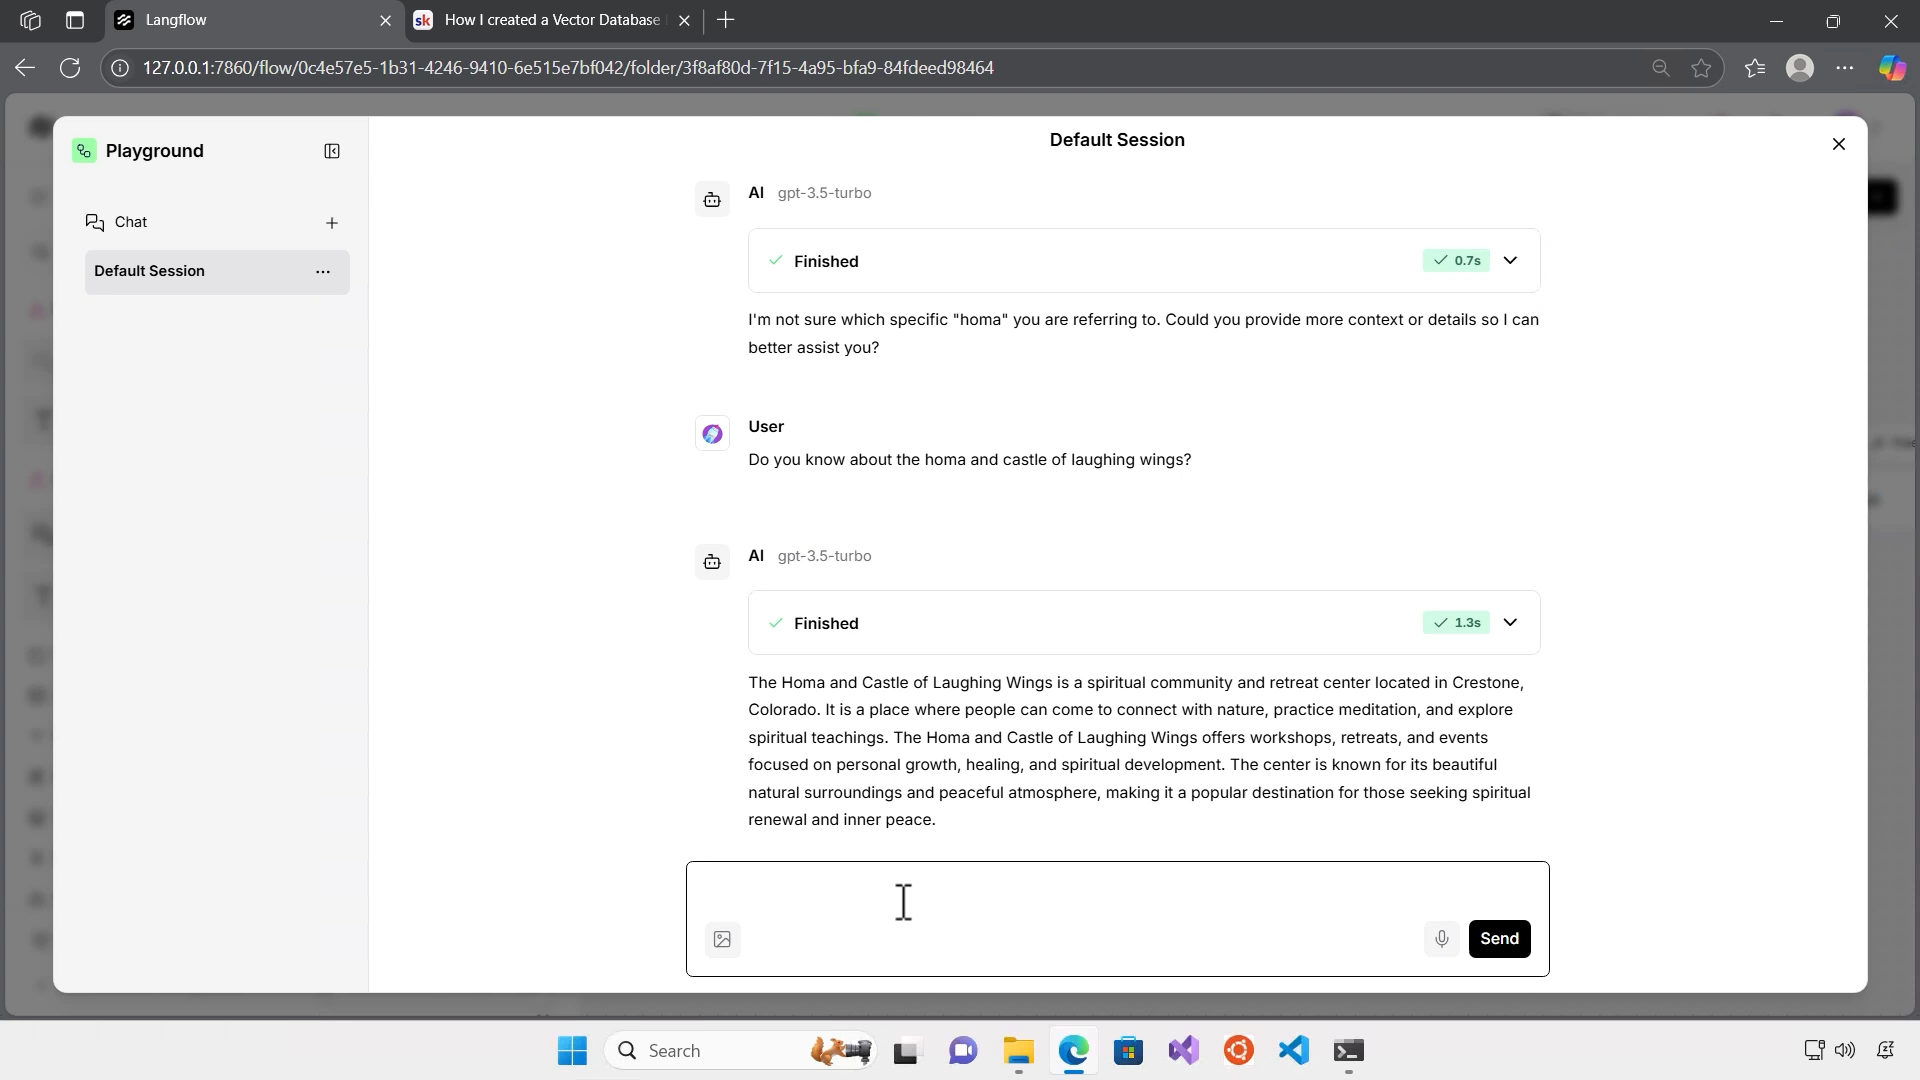 Langflow
sk How I created a Vector Database
127.0.0.1:7860/flow/0c4e57e5-1b31-4246-9410-6e515e7bf042/folder/3f8af80d-7f15-4a95-bfa9-84fdeed98464
Playground
Default Session
Chat
Default Session
AI gpt-3.5-turbo
Finished
0.7s
I'm not sure which specific "homa" you are referring to. Could you provide more context or details so I can
better assist you?
User
Do you know about the homa and castle of laughing wings?
AI gpt-3.5-turbo
Finished
1.3s
The Homa and Castle of Laughing Wings is a spiritual community and retreat center located in Crestone,
Colorado. It is a place where people can come to connect with nature, practice meditation, and explore
spiritual teachings. The Homa and Castle of Laughing Wings offers workshops, retreats, and events
focused on personal growth, healing, and spiritual development. The center is known for its beautiful
natural surroundings and peaceful atmosphere, making it a popular destination for those seeking spiritual
renewal and inner peace.
Send
Search